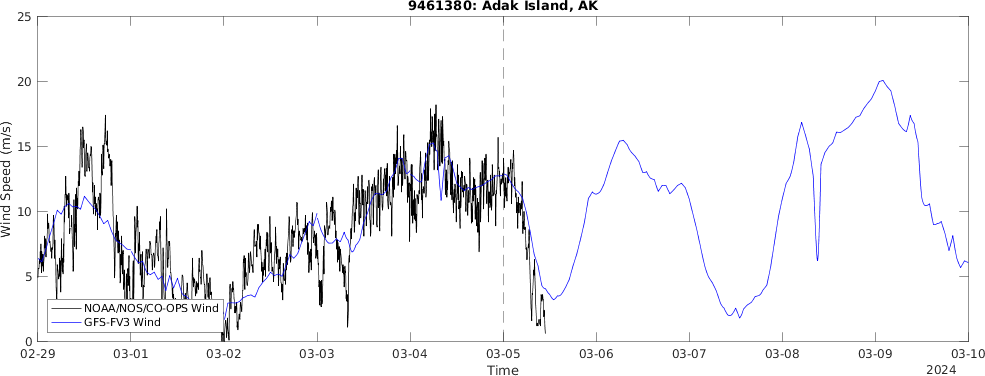 9461380: Adak Island, AK
25
20
15
10
5
0
Wind Speed (m/s)
NOAA/NOS/CO-OPS Wind
GFS-FV3 Wind
02-29 03-01 03-02 03-03 03-04 03-05 03-06 03-07 03-08 03-09 03-10
Time
2024